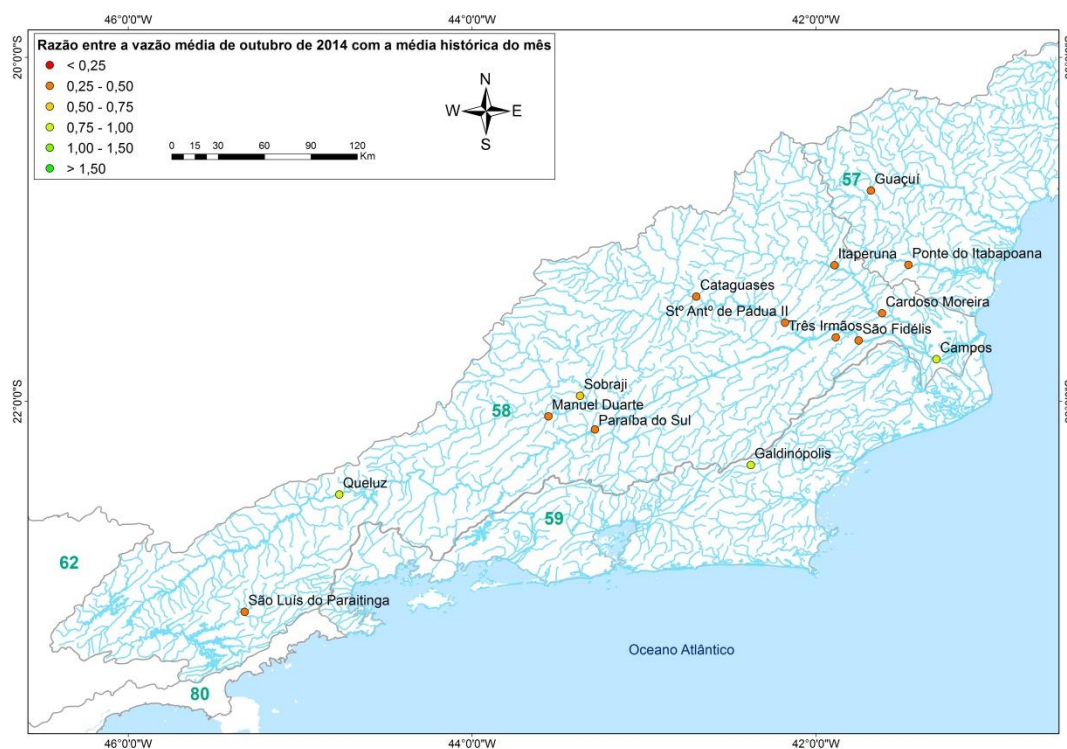 46°0'0"W 44°0'0"W 42°0'0"W
Razão entre a vazão média de outubro de 2014 com a média histórica do mês
< 0,25
0,25 - 0,50
0,50 - 0,75
0,75 - 1,00
1,00 - 1,50
> 1,50
N
W E
S
0 15 30 60 90 120
Km
20°0'0"S
57
Guaçuí
Itaperuna
Ponte do Itabapoana
Cataguases
Stº Antº de Pádua II
Cardoso Moreira
Três Irmãos
São Fidélis
Campos
Sobraji
58
Manuel Duarte
Paraíba do Sul
22°0'0"S
Galdinópolis
Queluz
59
62
São Luís do Paraitinga
Oceano Atlântico
80
46°0'0"W 44°0'0"W 42°0'0"W